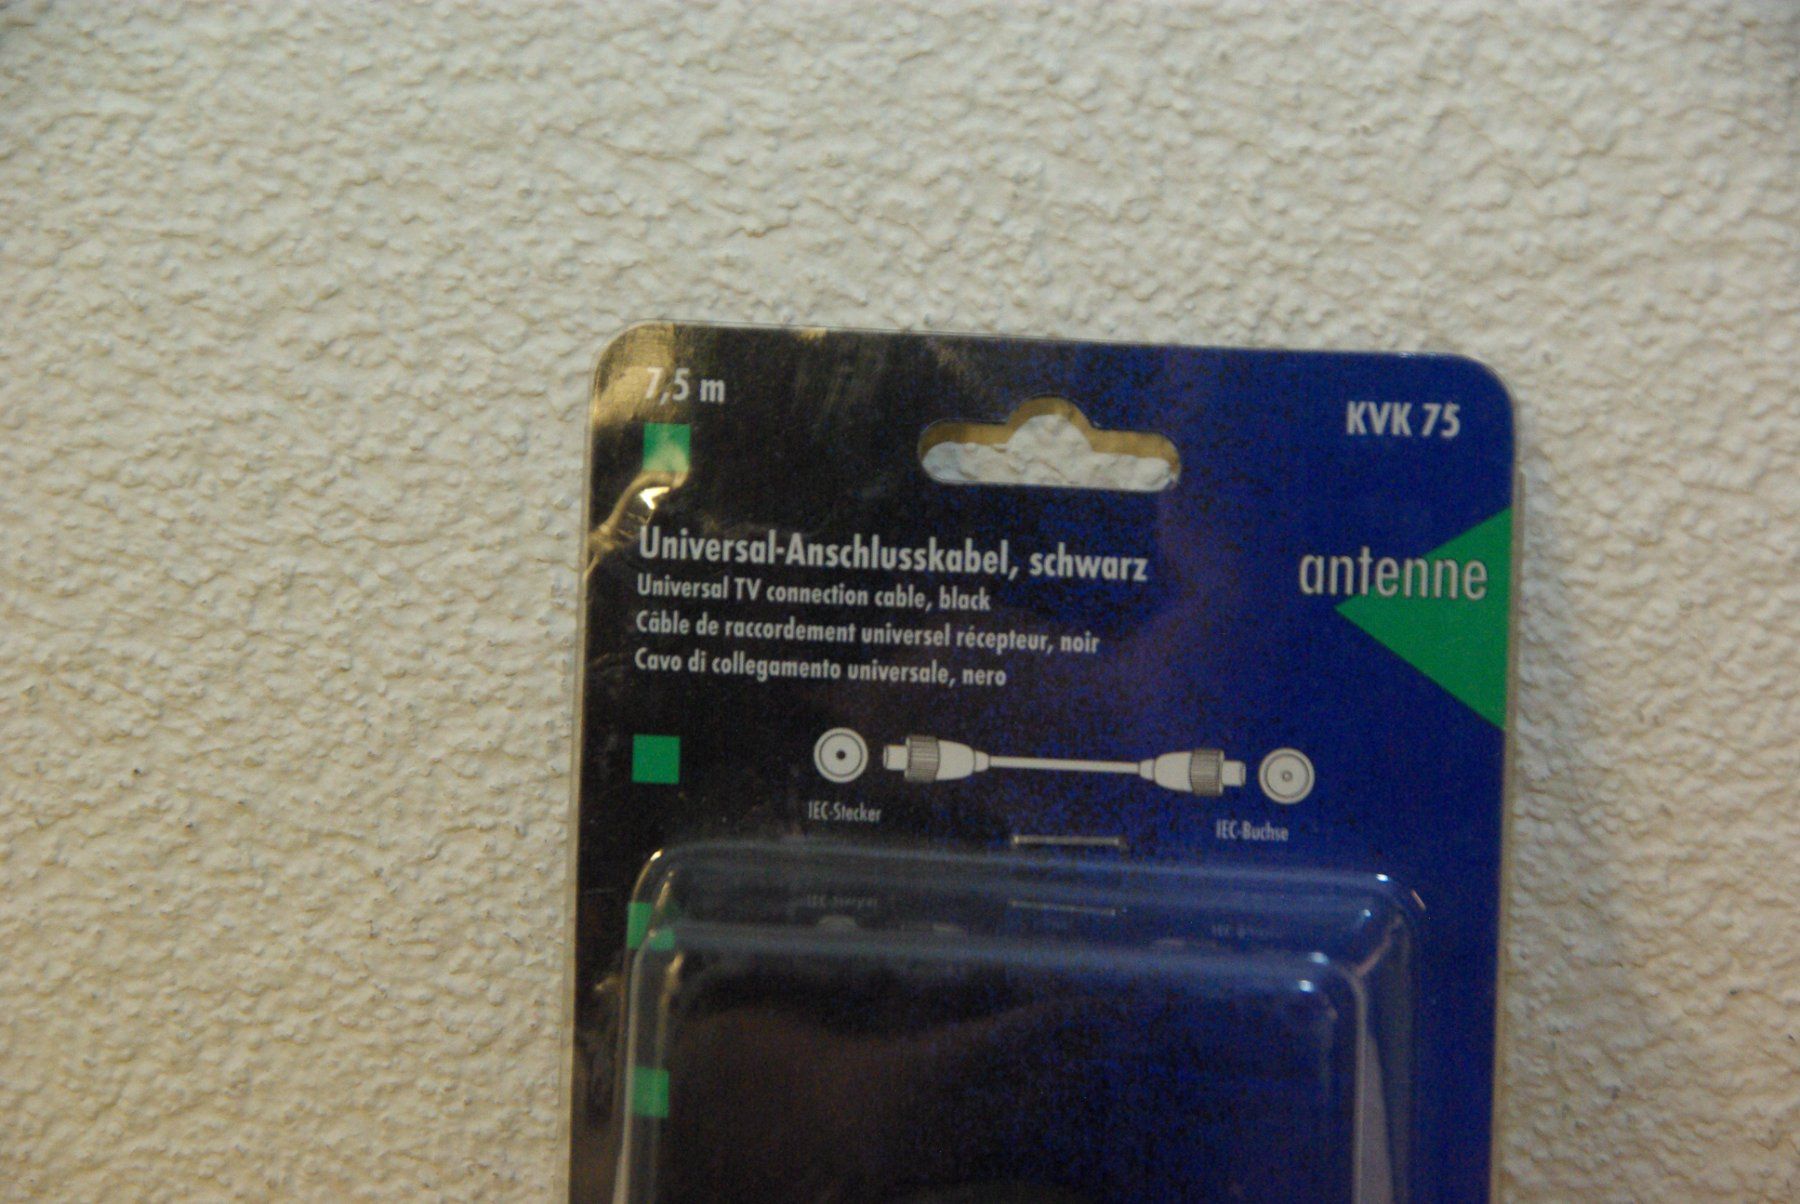 7,5 m
KVK 75
Universal-Anschlusskabel, schwarz
antenne
Universal TV connection cable, black
Câble de raccordement universel récepteur, noir
Cavo di collegamento universale, nero
IEC-Stecker
IEC-Buchse